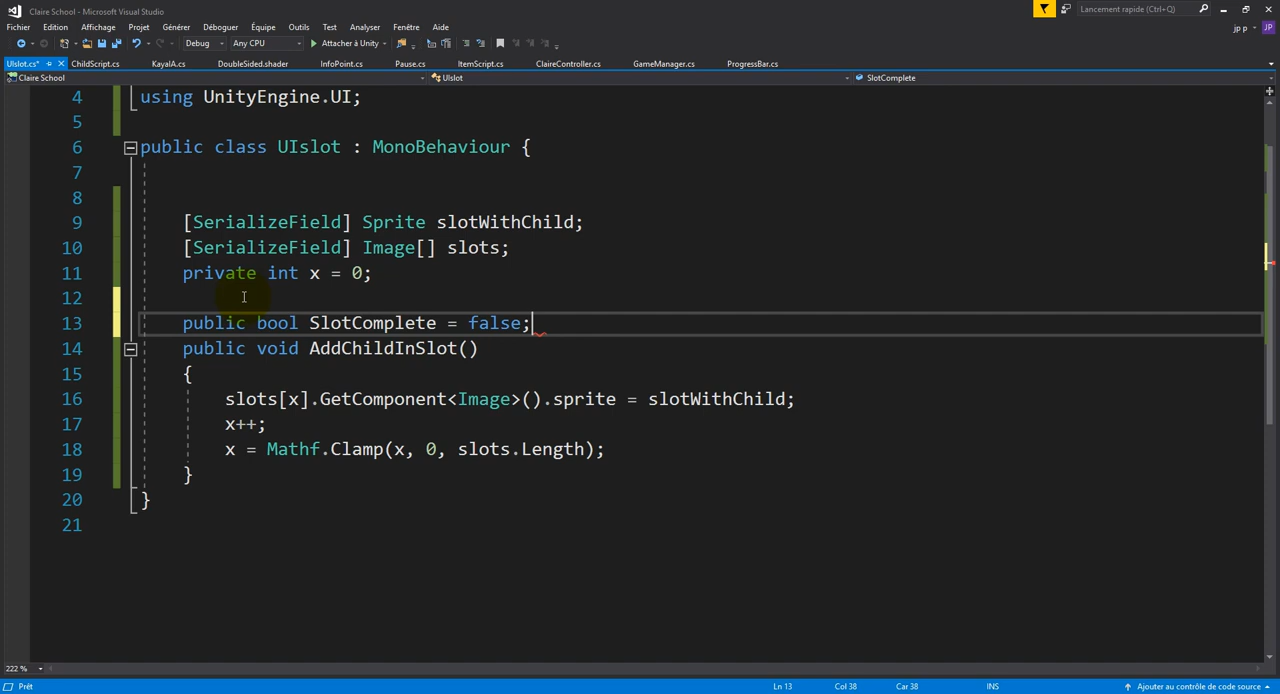 Claire School - Microsoft Visual Studio
Lancement rapide (Ctrl+Q)
Fichier Edition Affichage Projet Générer Déboguer Équipe Outils Test Analyser Fenêtre Aide
jp p JP
Debug Any CPU Attacher à Unity
UIslot.cs* ChildScript.cs KayaIA.cs DoubleSided.shader InfoPoint.cs Pause.cs ItemScript.cs ClaireController.cs GameManager.cs ProgressBar.cs
Claire School UIslot SlotComplete
4 using UnityEngine.UI;
5
6 public class UIslot : MonoBehaviour {
7
8
9 [SerializeField] Sprite slotWithChild;
10 [SerializeField] Image[] slots;
11 private int x = 0;
12
13 public bool SlotComplete = false;
14 public void AddChildInSlot()
15 {
16 slots[x].GetComponent<Image>().sprite = slotWithChild;
17 x++;
18 x = Mathf.Clamp(x, 0, slots.Length);
19 }
20 }
21
222 %
Prêt Ln 13 Col 38 Car 38 INS Ajouter au contrôle de code source